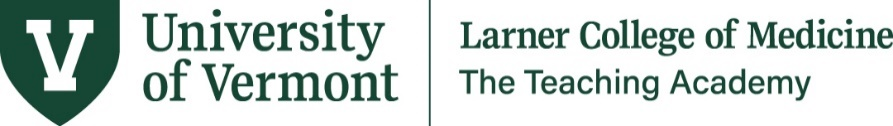 V
University
of Vermont
Larner College of Medicine
The Teaching Academy